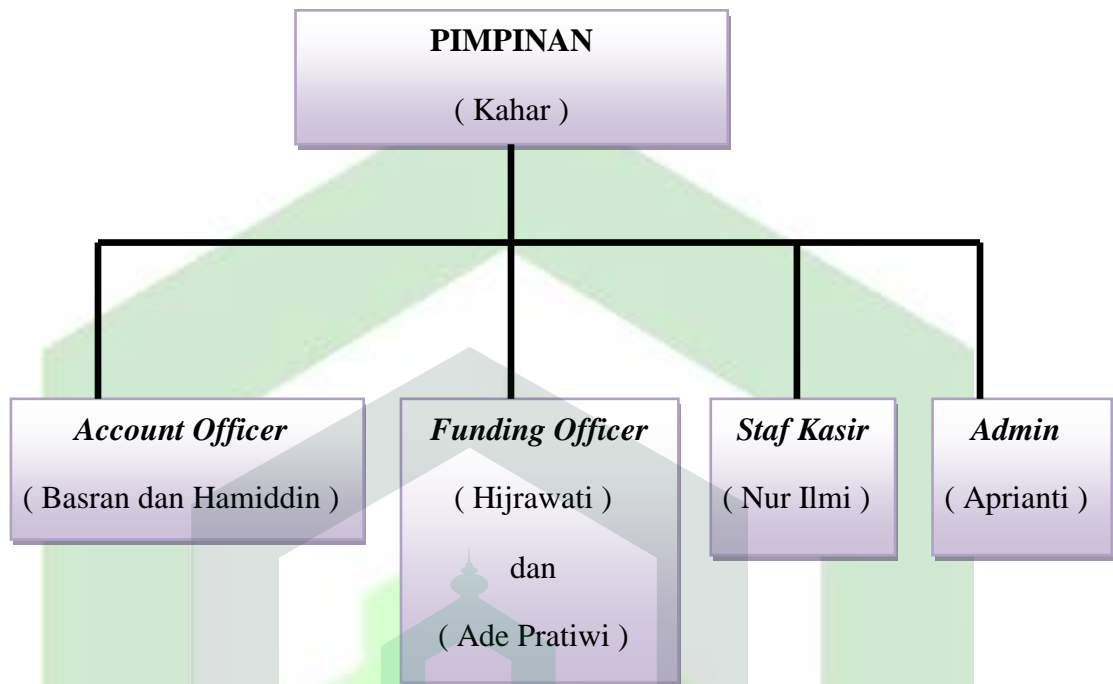 PIMPINAN
( Kahar )
Account Officer
( Basran dan Hamiddin )
Funding Officer
( Hijrawati )
dan
( Ade Pratiwi )
Staf Kasir
( Nur Ilmi )
Admin
( Aprianti )